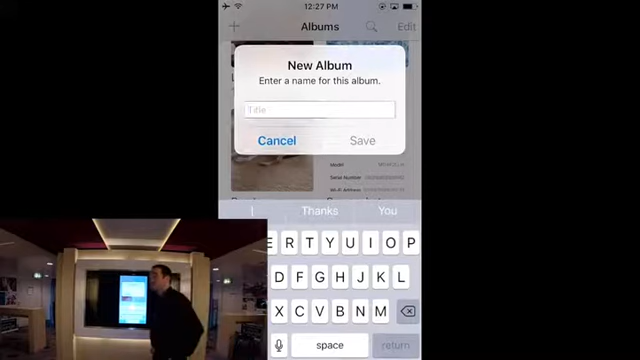 12:27 PM
Albums
Edit
New Album
Enter a name for this album.
Title
Cancel
Save
Model
Serial Number
Wi-Fi Address
I
Thanks
You
E R T Y U I O P
D F G H J K L
X C V B N M
space
return